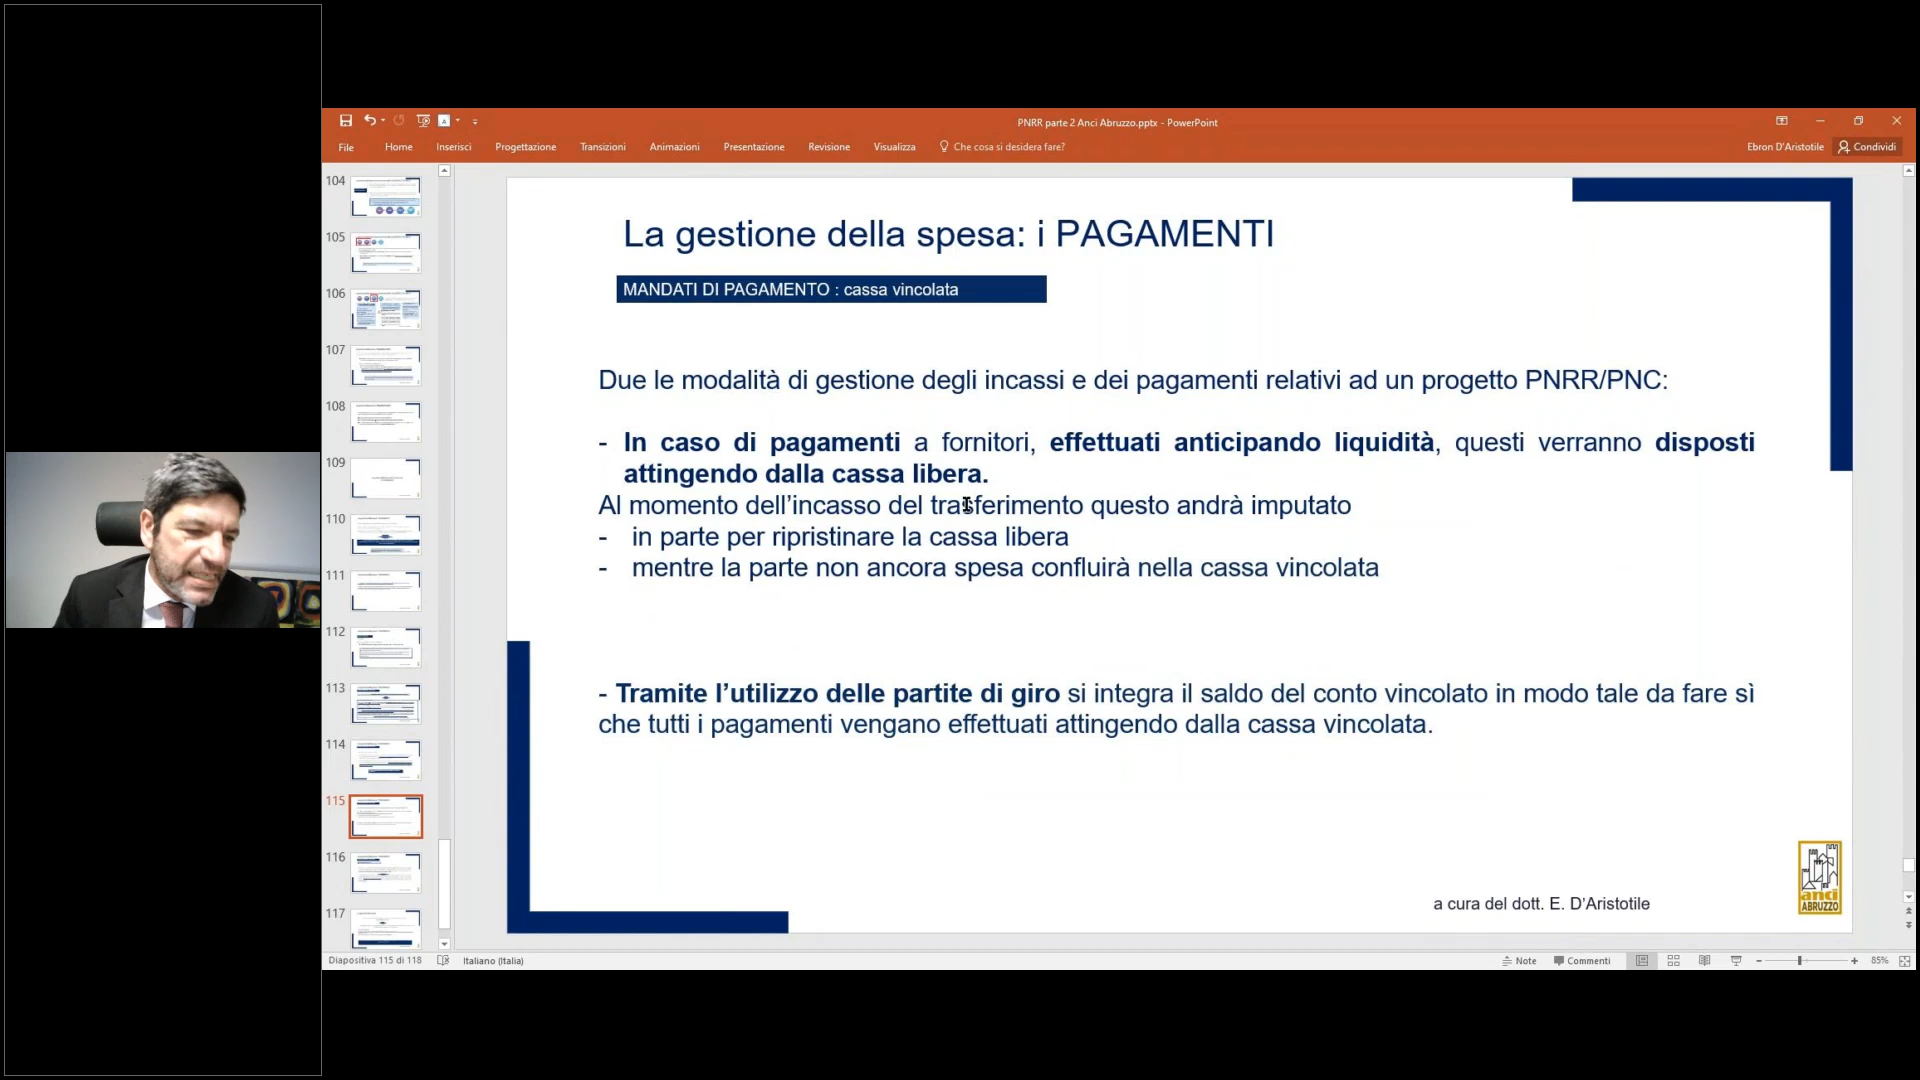 PNRR parte 2 Anci Abruzzo.pptx - PowerPoint
File Home Inserisci Progettazione Transizioni Animazioni Presentazione Revisione Visualizza Che cosa si desidera fare? Ebron D'Aristotile Condividi
104
105
106
107
108
109
110
111
112
113
114
115
116
117
La gestione della spesa: i PAGAMENTI
MANDATI DI PAGAMENTO : cassa vincolata
Due le modalità di gestione degli incassi e dei pagamenti relativi ad un progetto PNRR/PNC:
- In caso di pagamenti a fornitori, effettuati anticipando liquidità, questi verranno disposti
attingendo dalla cassa libera.
Al momento dell’incasso del trasferimento questo andrà imputato
- in parte per ripristinare la cassa libera
- mentre la parte non ancora spesa confluirà nella cassa vincolata
- Tramite l’utilizzo delle partite di giro si integra il saldo del conto vincolato in modo tale da fare sì
che tutti i pagamenti vengano effettuati attingendo dalla cassa vincolata.
a cura del dott. E. D’Aristotile
anci
ABRUZZO
Diapositiva 115 di 118 Italiano (Italia) Note Commenti 85%